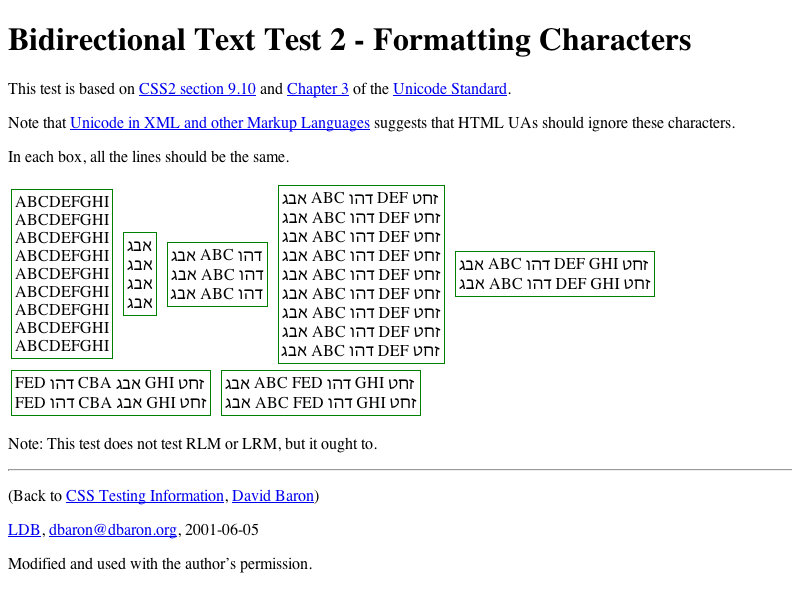 Bidirectional Text Test 2 - Formatting Characters
This test is based on CSS2 section 9.10 and Chapter 3 of the Unicode Standard.
Note that Unicode in XML and other Markup Languages suggests that HTML UAs should ignore these characters.
In each box, all the lines should be the same.
ABCDEFGHI
ABCDEFGHI
ABCDEFGHI
ABCDEFGHI
ABCDEFGHI
ABCDEFGHI
ABCDEFGHI
ABCDEFGHI
ABCDEFGHI
אבג
אבג
אבג
אבג
אבג ABC דהו
אבג ABC דהו
אבג ABC דהו
אבג ABC דהו DEF זחט
אבג ABC דהו DEF זחט
אבג ABC דהו DEF זחט
אבג ABC דהו DEF זחט
אבג ABC דהו DEF זחט
אבג ABC דהו DEF זחט
אבג ABC דהו DEF זחט
אבג ABC דהו DEF זחט
אבג ABC דהו DEF זחט
אבג ABC דהו DEF GHI זחט
אבג ABC דהו DEF GHI זחט
FED דהו CBA אבג GHI זחט
FED דהו CBA אבג GHI זחט
אבג ABC FED דהו GHI זחט
אבג ABC FED דהו GHI זחט
Note: This test does not test RLM or LRM, but it ought to.
(Back to CSS Testing Information, David Baron)
LDB, dbaron@dbaron.org, 2001-06-05
Modified and used with the author's permission.